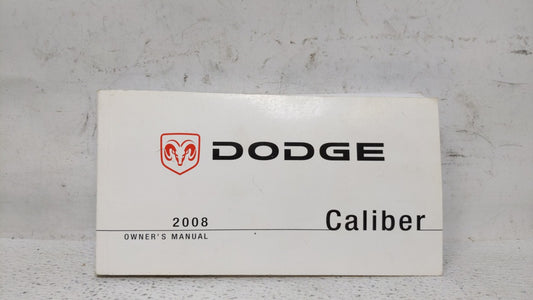 DODGE
2008
Caliber
OWNER'S MANUAL